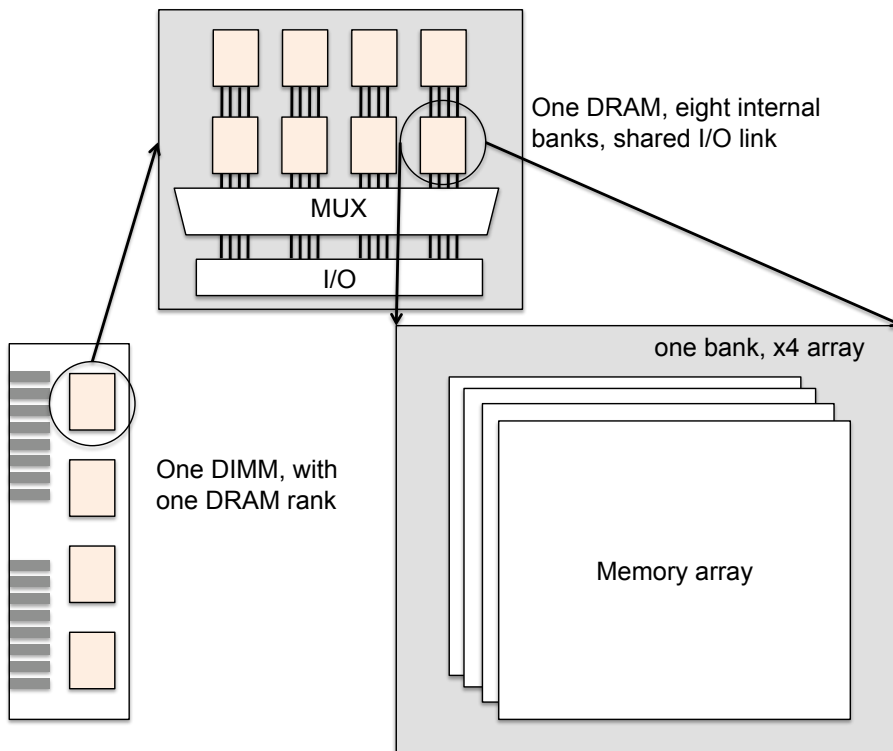 One DRAM, eight internal
banks, shared I/O link
MUX
I/O
one bank, x4 array
One DIMM, with
one DRAM rank
Memory array